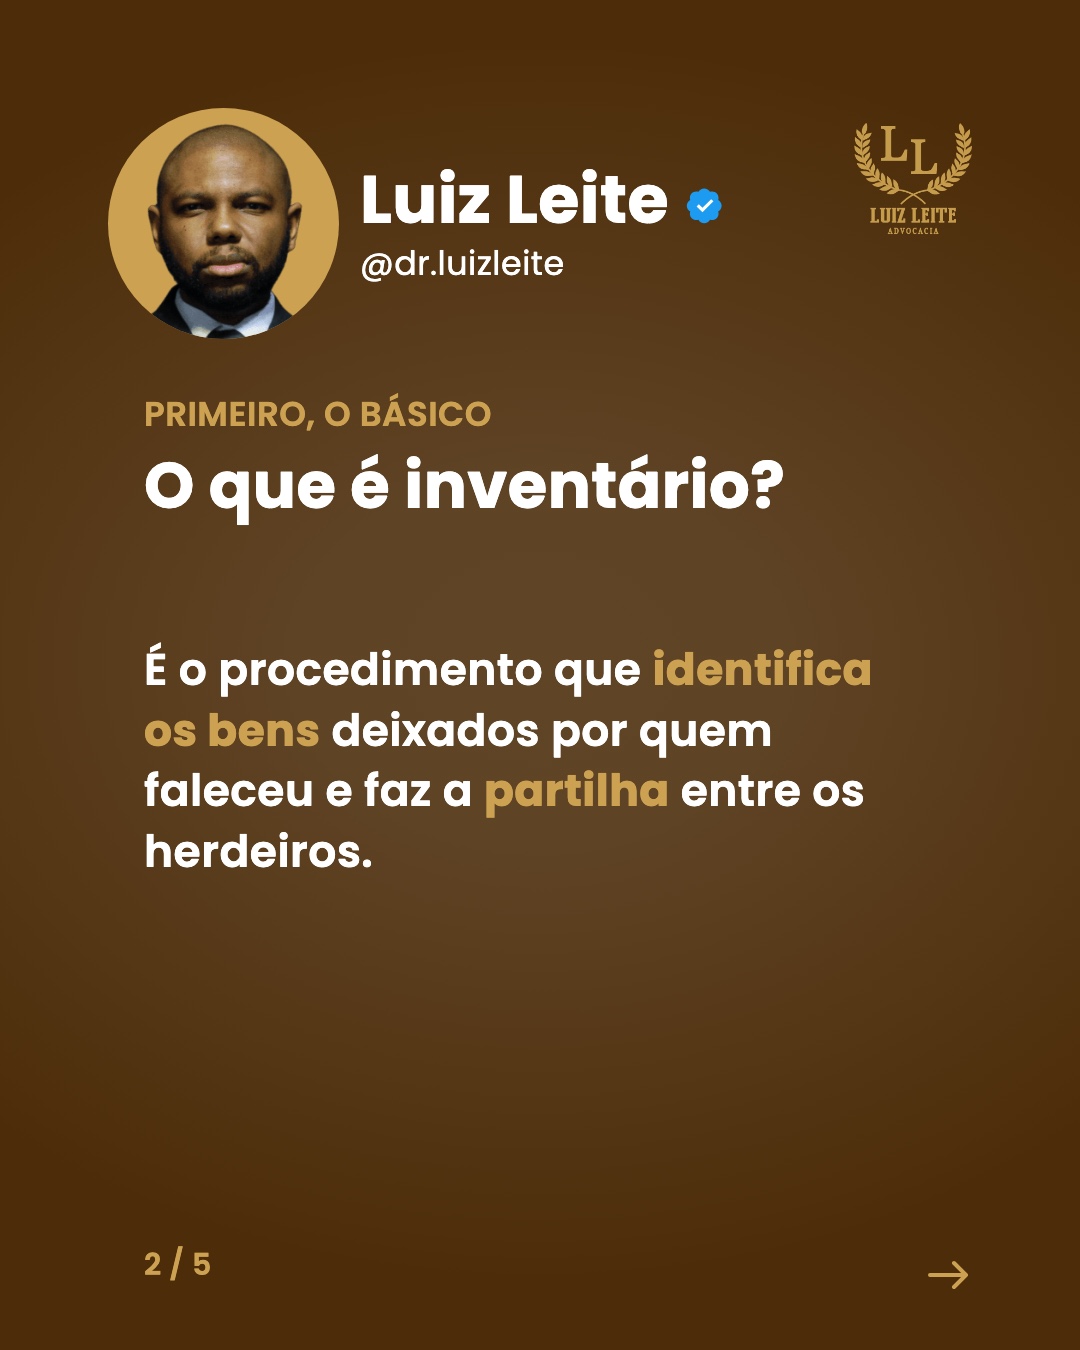 Luiz Leite
@dr.luizleite
LL
LUIZ LEITE
ADVOCACIA
PRIMEIRO, O BÁSICO
O que é inventário?
É o procedimento que identifica
os bens deixados por quem
faleceu e faz a partilha entre os
herdeiros.
2 / 5